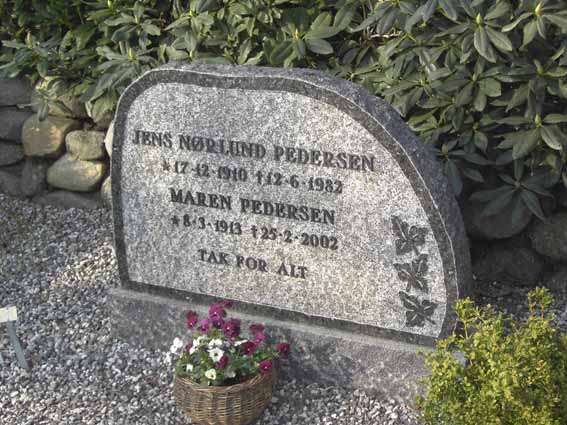 JENS NØRLUND PEDERSEN
*17-12-1910 †12-6-1982
MAREN PEDERSEN
*8-3-1913 †25-2-2002
TAK FOR ALT